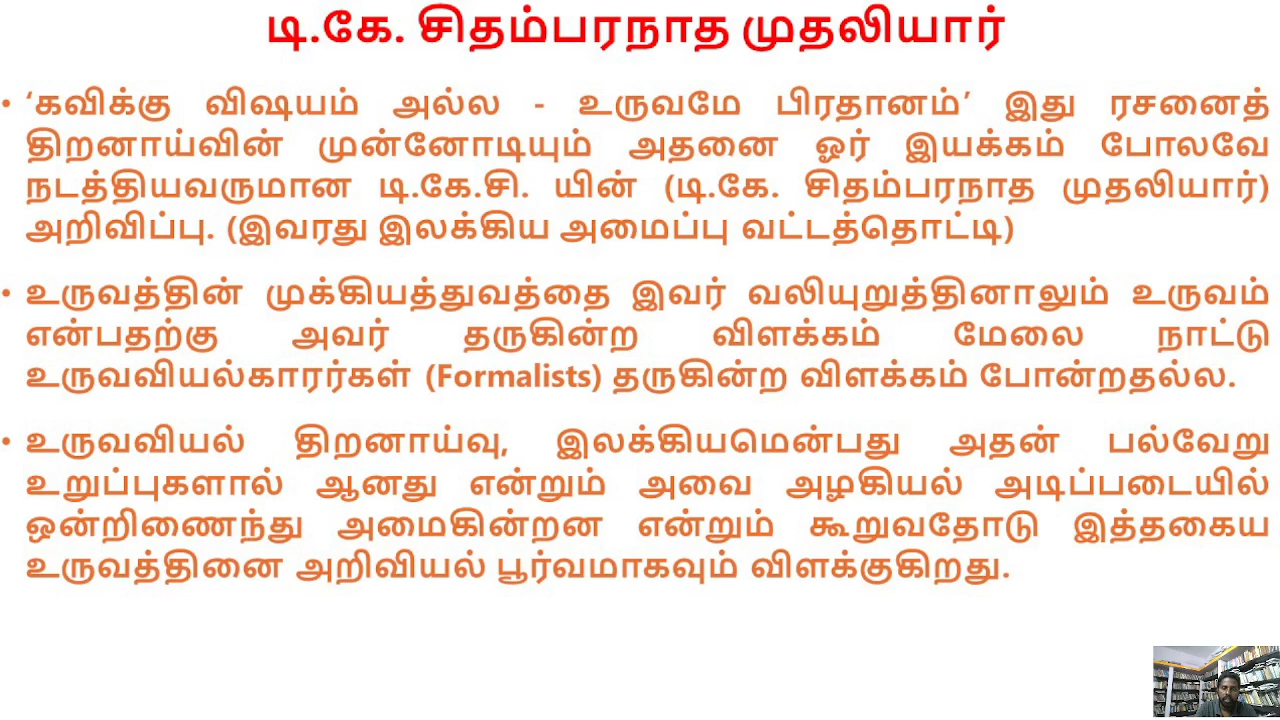 டி.கே. சிதம்பரநாத முதலியார்
• ‘கவிக்கு விஷயம் அல்ல - உருவமே பிரதானம்’ இது ரசனைத்
திறனாய்வின் முன்னோடியும் அதனை ஓர் இயக்கம் போலவே
நடத்தியவருமான டி.கே.சி. யின் (டி.கே. சிதம்பரநாத முதலியார்)
அறிவிப்பு. (இவரது இலக்கிய அமைப்பு வட்டத்தொட்டி)
• உருவத்தின் முக்கியத்துவத்தை இவர் வலியுறுத்தினாலும் உருவம்
என்பதற்கு அவர் தருகின்ற விளக்கம் மேலை நாட்டு
உருவவியல்காரர்கள் (Formalists) தருகின்ற விளக்கம் போன்றதல்ல.
• உருவவியல் திறனாய்வு, இலக்கியமென்பது அதன் பல்வேறு
உறுப்புகளால் ஆனது என்றும் அவை அழகியல் அடிப்படையில்
ஒன்றிணைந்து அமைகின்றன என்றும் கூறுவதோடு இத்தகைய
உருவத்தினை அறிவியல் பூர்வமாகவும் விளக்குகிறது.